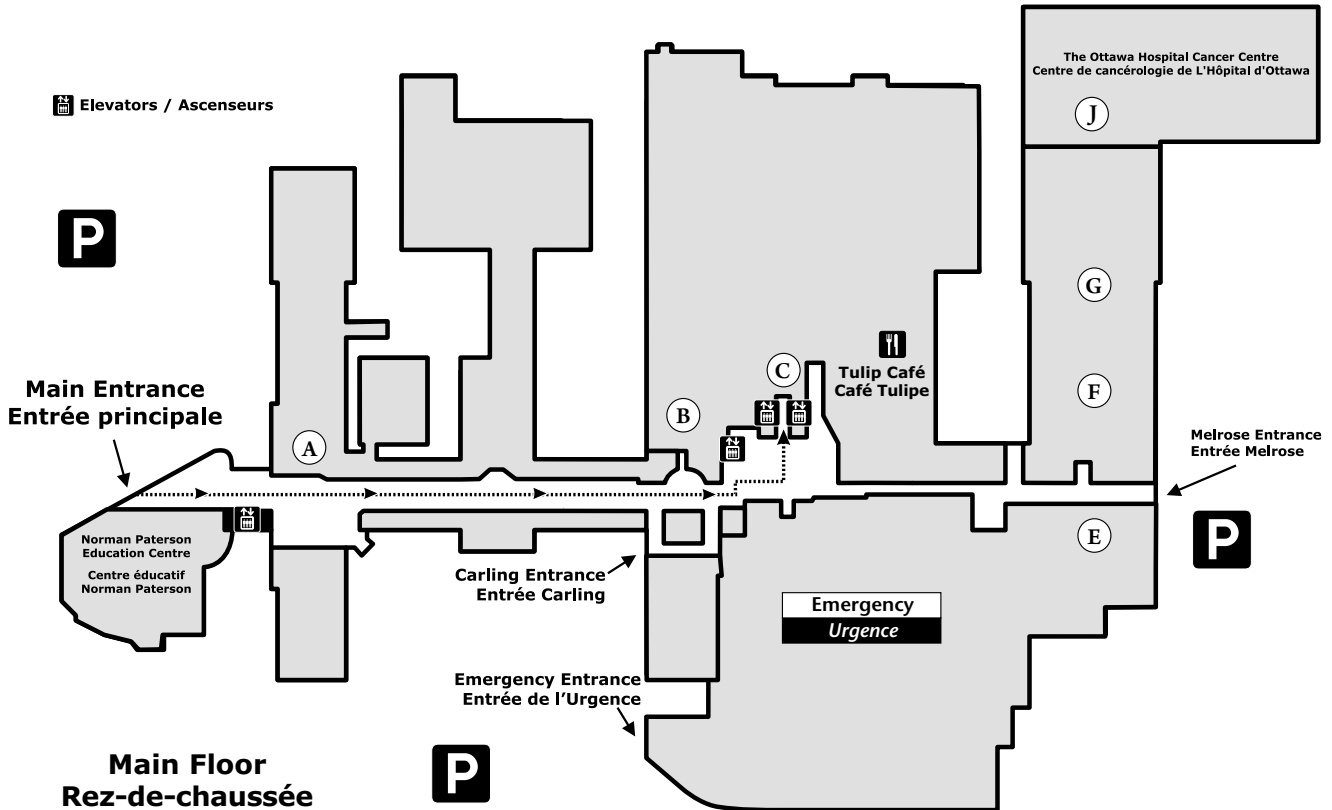 The Ottawa Hospital Cancer Centre
Centre de cancérologie de L'Hôpital d'Ottawa
J
Elevators / Ascenseurs
P
G
Tulip Café
Café Tulipe
C
F
Main Entrance
Entrée principale
B
A
Melrose Entrance
Entrée Melrose
Norman Paterson
Education Centre
Centre éducatif
Norman Paterson
E
P
Carling Entrance
Entrée Carling
Emergency
Urgence
Emergency Entrance
Entrée de l'Urgence
Main Floor
Rez-de-chaussée
P